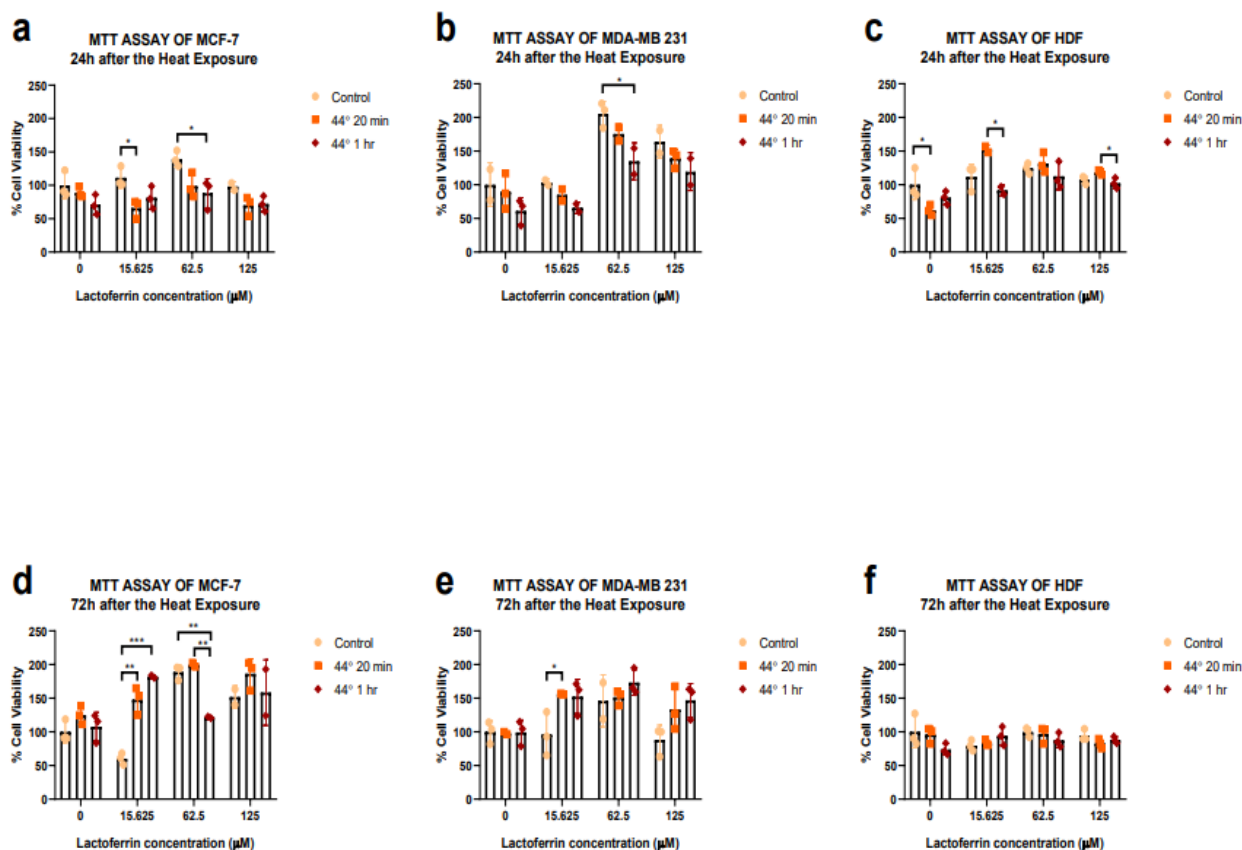 a
MTT ASSAY OF MCF-7
24h after the Heat Exposure
% Cell Viability
250
200
150
100
50
0
*
*
0 15.625 62.5 125
Lactoferrin concentration (μM)
Control
44° 20 min
44° 1 hr
b
MTT ASSAY OF MDA-MB 231
24h after the Heat Exposure
% Cell Viability
250
200
150
100
50
0
*
0 15.625 62.5 125
Lactoferrin concentration (μM)
Control
44° 20 min
44° 1 hr
c
MTT ASSAY OF HDF
24h after the Heat Exposure
% Cell Viability
250
200
150
100
50
0
*
*
*
0 15.625 62.5 125
Lactoferrin concentration (μM)
Control
44° 20 min
44° 1 hr
d
MTT ASSAY OF MCF-7
72h after the Heat Exposure
% Cell Viability
250
200
150
100
50
0
***
**
**
**
0 15.625 62.5 125
Lactoferrin concentration (μM)
Control
44° 20 min
44° 1 hr
e
MTT ASSAY OF MDA-MB 231
72h after the Heat Exposure
% Cell Viability
250
200
150
100
50
0
*
0 15.625 62.5 125
Lactoferrin concentration (μM)
Control
44° 20 min
44° 1 hr
f
MTT ASSAY OF HDF
72h after the Heat Exposure
% Cell Viability
250
200
150
100
50
0
0 15.625 62.5 125
Lactoferrin concentration (μM)
Control
44° 20 min
44° 1 hr